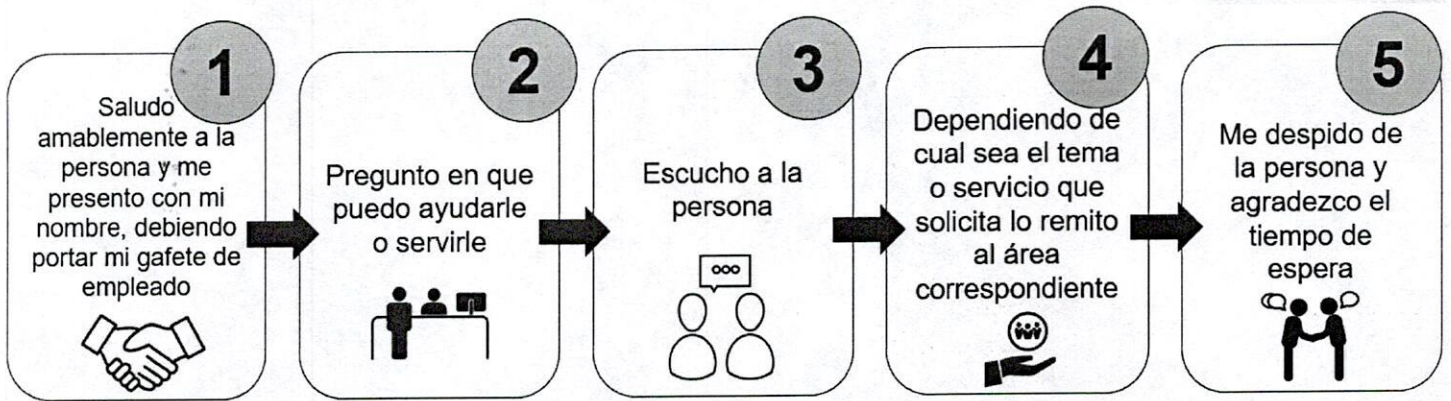 1
Saludo
amablemente a la
persona y me
presento con mi
nombre, debiendo
portar mi gafete de
empleado
2
Pregunto en que
puedo ayudarle
o servirle
3
Escucho a la
persona
4
Dependiendo de
cual sea el tema
o servicio que
solicita lo remito
al área
correspondiente
5
Me despido de
la persona y
agradezco el
tiempo de
espera